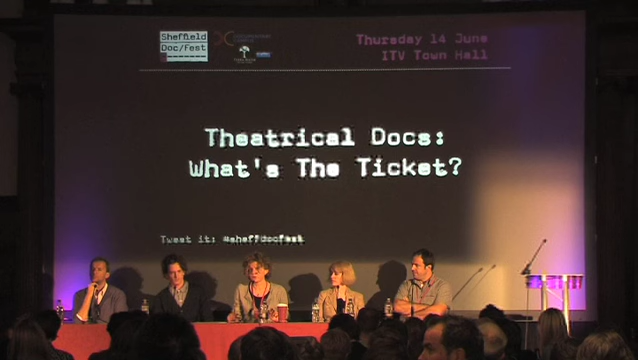 Sheffield
Doc/Fest
Thursday 14 June
ITV Town Hall
Theatrical Docs:
What's The Ticket?
Tweet it: #sheffdocfest